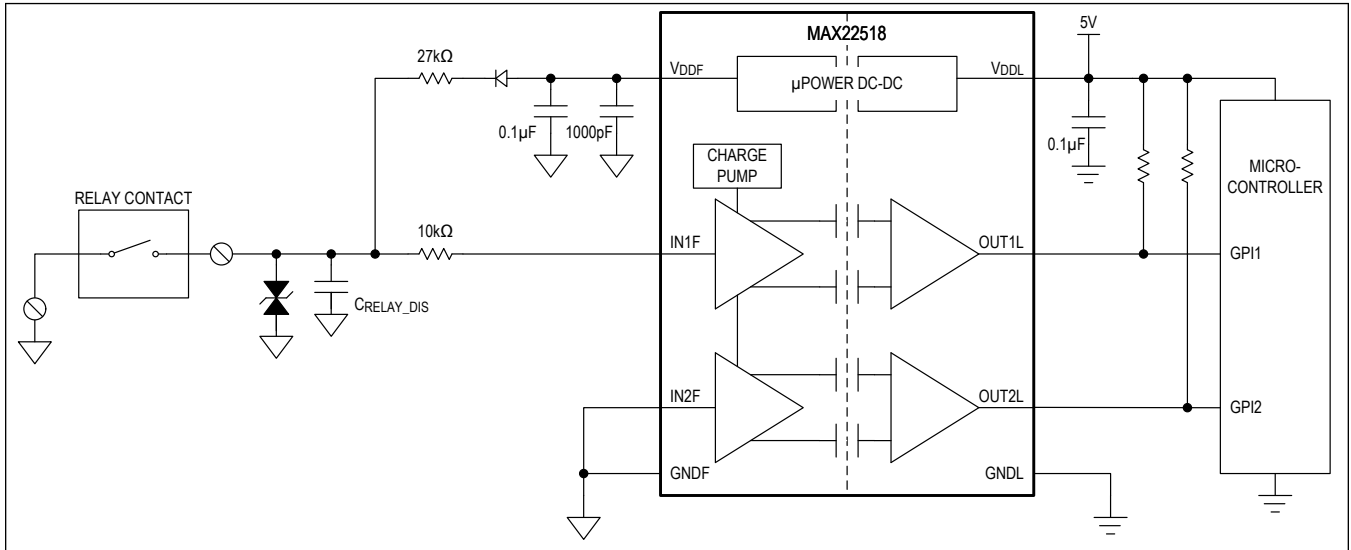 MAX22518
5V
27kΩ
VDDF
µPOWER DC-DC
VDDL
0.1µF
1000pF
0.1µF
CHARGE
PUMP
MICRO-
CONTROLLER
RELAY CONTACT
10kΩ
IN1F
OUT1L
GPI1
CRELAY_DIS
IN2F
OUT2L
GPI2
GNDF
GNDL